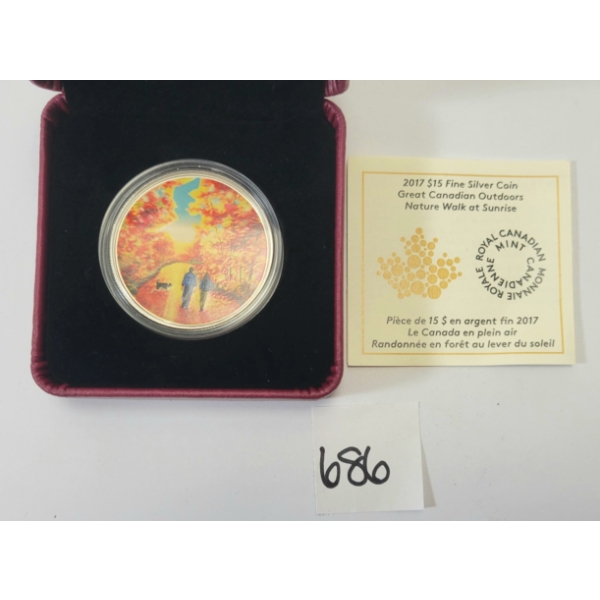 2017 $15 Fine Silver Coin
Great Canadian Outdoors
Nature Walk at Sunrise
ROYAL CANADIAN MINT
MONNAIE ROYALE CANADIENNE
Pièce de 15 $ en argent fin 2017
Le Canada en plein air
Randonnée en forêt au lever du soleil
686